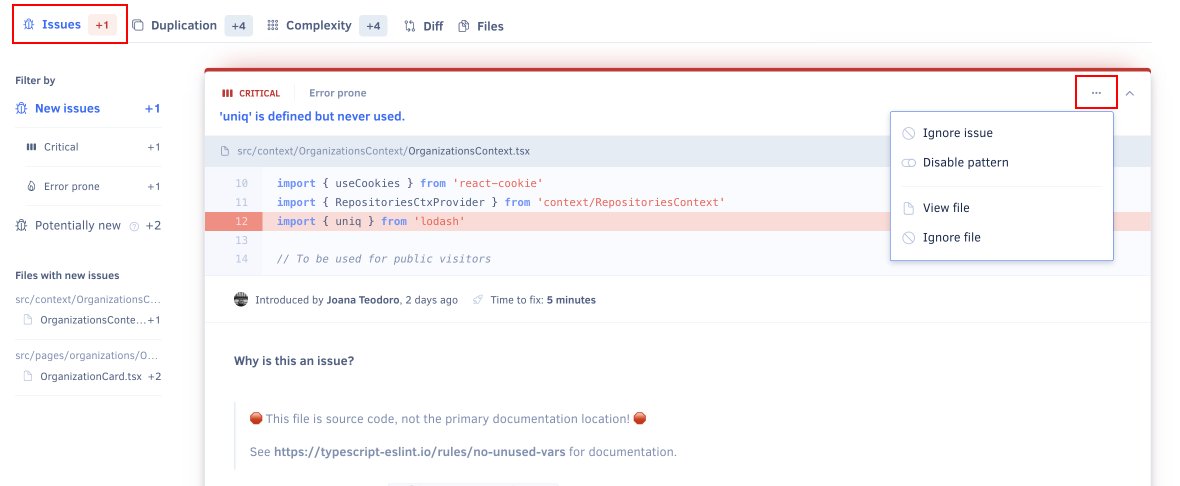 Issues +1 Duplication +4 Complexity +4 Diff Files
Filter by
New issues +1
Critical +1
Error prone +1
Potentially new +2
Files with new issues
src/context/OrganizationsC...
OrganizationsConte... +1
src/pages/organizations/O...
OrganizationCard.tsx +2
CRITICAL Error prone ...
'uniq' is defined but never used.
src/context/OrganizationsContext/OrganizationsContext.tsx
10 import { useCookies } from 'react-cookie'
11 import { RepositoriesCtxProvider } from 'context/RepositoriesContext'
12 import { uniq } from 'lodash'
13
14 // To be used for public visitors
Ignore issue
Disable pattern
View file
Ignore file
Introduced by Joana Teodoro, 2 days ago Time to fix: 5 minutes
Why is this an issue?
🛑 This file is source code, not the primary documentation location! 🛑
See https://typescript-eslint.io/rules/no-unused-vars for documentation.